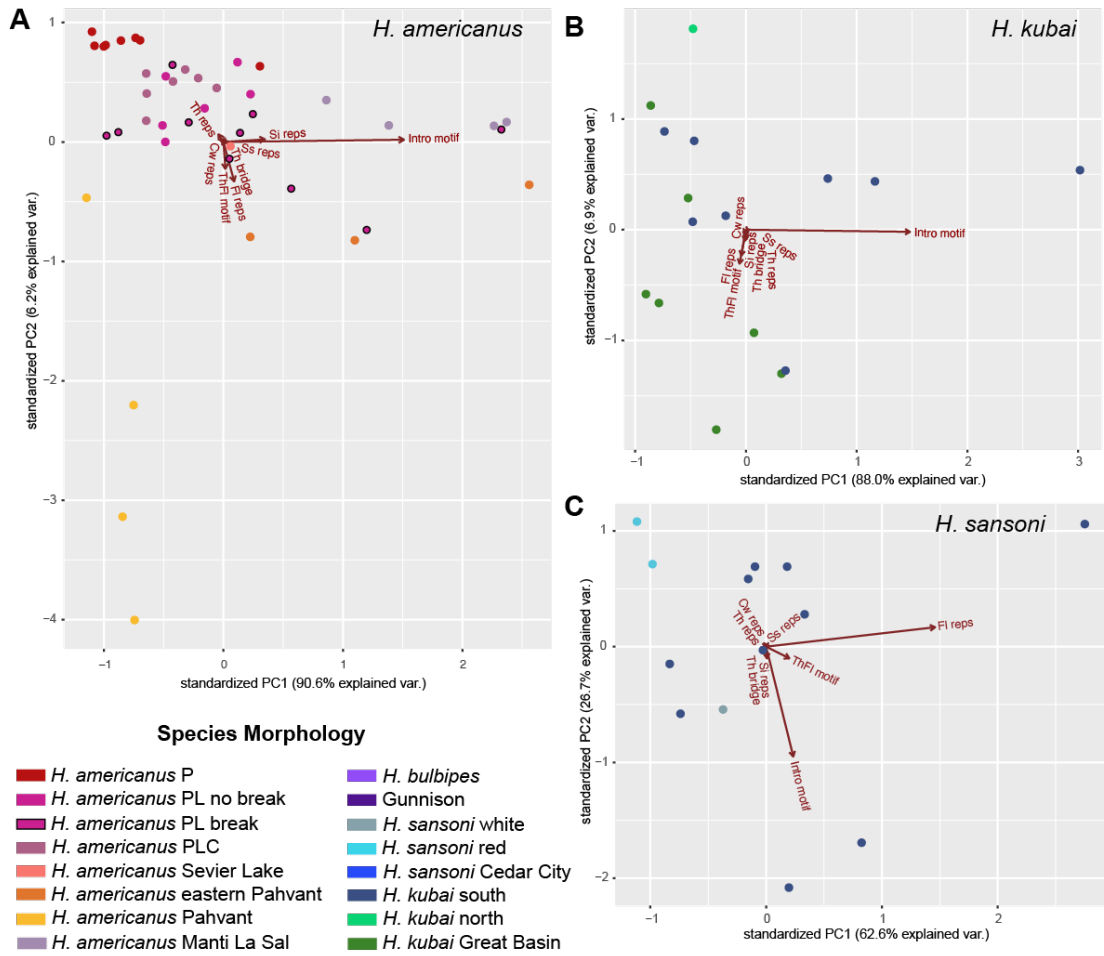 A
H. americanus
1
0
−1
−2
−3
−4
−1
0
1
2
standardized PC2 (6.2% explained var.)
standardized PC1 (90.6% explained var.)
Th reps
Si reps
Intro motif
Ss reps
Cw reps
Th bridge
Fl reps
ThFl motif
B
H. kubai
1
0
−1
−1
0
1
2
3
standardized PC2 (6.9% explained var.)
standardized PC1 (88.0% explained var.)
Cw reps
Intro motif
Ss reps
Si reps
Th reps
Th bridge
Fl reps
ThFl motif
C
H. sansoni
1
0
−1
−2
−1
0
1
2
standardized PC2 (26.7% explained var.)
standardized PC1 (62.6% explained var.)
Cw reps
Th reps
Ss reps
Fl reps
ThFl motif
Si reps
Th bridge
Intro motif
Species Morphology
H. americanus P
H. americanus PL no break
H. americanus PL break
H. americanus PLC
H. americanus Sevier Lake
H. americanus eastern Pahvant
H. americanus Pahvant
H. americanus Manti La Sal
H. bulbipes
Gunnison
H. sansoni white
H. sansoni red
H. sansoni Cedar City
H. kubai south
H. kubai north
H. kubai Great Basin